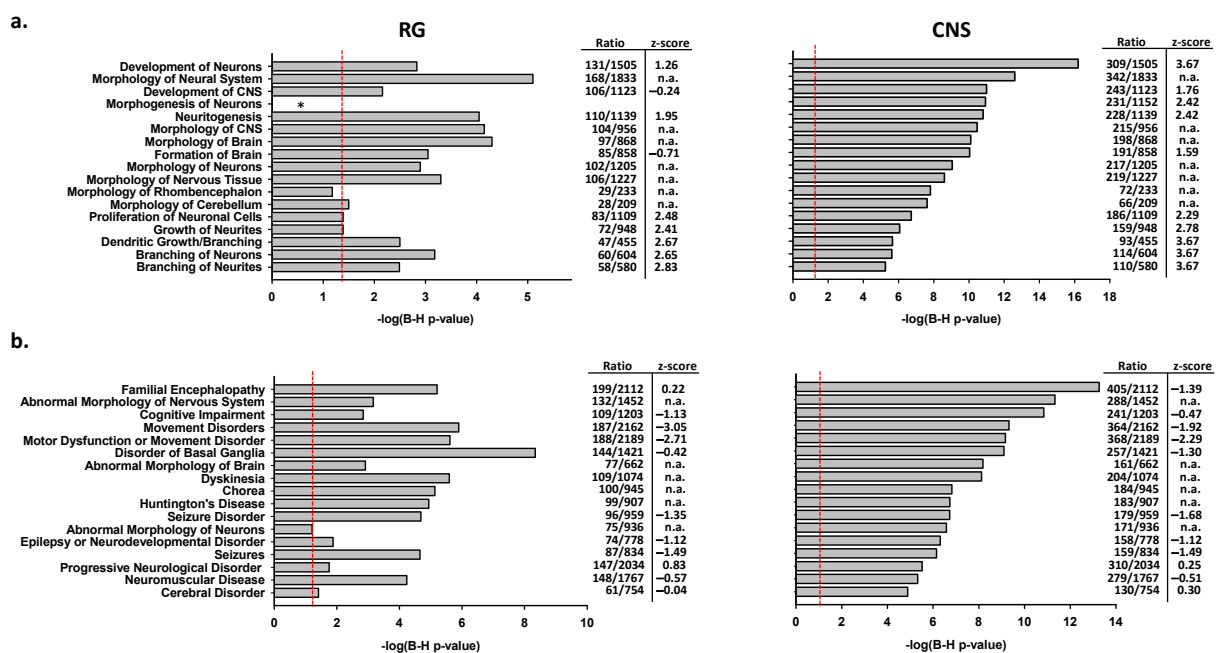 a.
RG
CNS
Ratio z-score
Ratio z-score
Development of Neurons 131/1505 1.26 309/1505 3.67
Morphology of Neural System 168/1833 n.a. 342/1833 n.a.
Development of CNS 106/1123 −0.24 243/1123 1.76
Morphogenesis of Neurons * 231/1152 2.42
Neuritogenesis 110/1139 1.95 228/1139 2.42
Morphology of CNS 104/956 n.a. 215/956 n.a.
Morphology of Brain 97/868 n.a. 198/868 n.a.
Formation of Brain 85/858 −0.71 191/858 1.59
Morphology of Neurons 102/1205 n.a. 217/1205 n.a.
Morphology of Nervous Tissue 106/1227 n.a. 219/1227 n.a.
Morphology of Rhombencephalon 29/233 n.a. 72/233 n.a.
Morphology of Cerebellum 28/209 n.a. 66/209 n.a.
Proliferation of Neuronal Cells 83/1109 2.48 186/1109 2.29
Growth of Neurites 72/948 2.41 159/948 2.78
Dendritic Growth/Branching 47/455 2.67 93/455 3.67
Branching of Neurons 60/604 2.65 114/604 3.67
Branching of Neurites 58/580 2.83 110/580 3.67
0 1 2 3 4 5
0 2 4 6 8 10 12 14 16 18
-log(B-H p-value)
-log(B-H p-value)
b.
Ratio z-score
Ratio z-score
Familial Encephalopathy 199/2112 0.22 405/2112 −1.39
Abnormal Morphology of Nervous System 132/1452 n.a. 288/1452 n.a.
Cognitive Impairment 109/1203 −1.13 241/1203 −0.47
Movement Disorders 187/2162 −3.05 364/2162 −1.92
Motor Dysfunction or Movement Disorder 188/2189 −2.71 368/2189 −2.29
Disorder of Basal Ganglia 144/1421 −0.42 257/1421 −1.30
Abnormal Morphology of Brain 77/662 n.a. 161/662 n.a.
Dyskinesia 109/1074 n.a. 204/1074 n.a.
Chorea 100/945 n.a. 184/945 n.a.
Huntington's Disease 99/907 n.a. 183/907 n.a.
Seizure Disorder 96/959 −1.35 179/959 −1.68
Abnormal Morphology of Neurons 75/936 n.a. 171/936 n.a.
Epilepsy or Neurodevelopmental Disorder 74/778 −1.12 158/778 −1.12
Seizures 87/834 −1.49 159/834 −1.49
Progressive Neurological Disorder 147/2034 0.83 310/2034 0.25
Neuromuscular Disease 148/1767 −0.57 279/1767 −0.51
Cerebral Disorder 61/754 −0.04 130/754 0.30
0 2 4 6 8 10
0 2 4 6 8 10 12 14
-log(B-H p-value)
-log(B-H p-value)